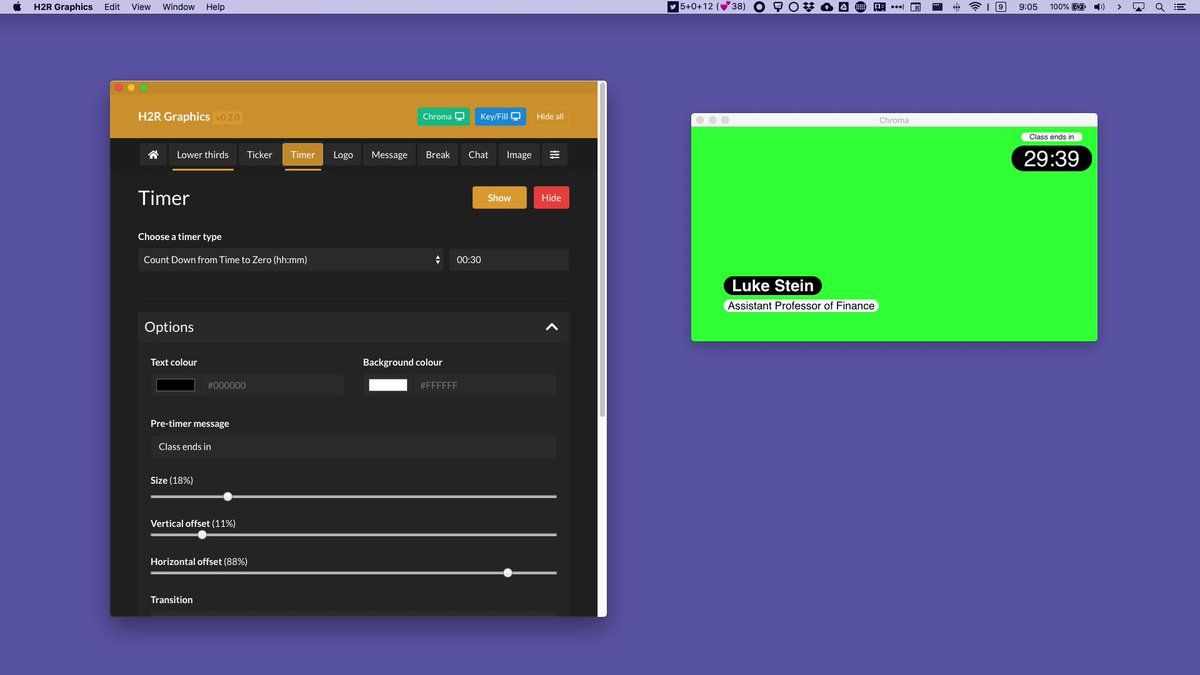 H2R Graphics Edit View Window Help
5+0+12 (💕38) 9 9:05 100%
H2R Graphics v0.2.0 Chroma Key/Fill Hide all
Lower thirds Ticker Timer Logo Message Break Chat Image
Timer Show Hide
Choose a timer type
Count Down from Time to Zero (hh:mm) 00:30
Options
Text colour Background colour
#000000 #FFFFFF
Pre-timer message
Class ends in
Size (18%)
Vertical offset (11%)
Horizontal offset (88%)
Transition
Chroma
Class ends in
29:39
Luke Stein
Assistant Professor of Finance